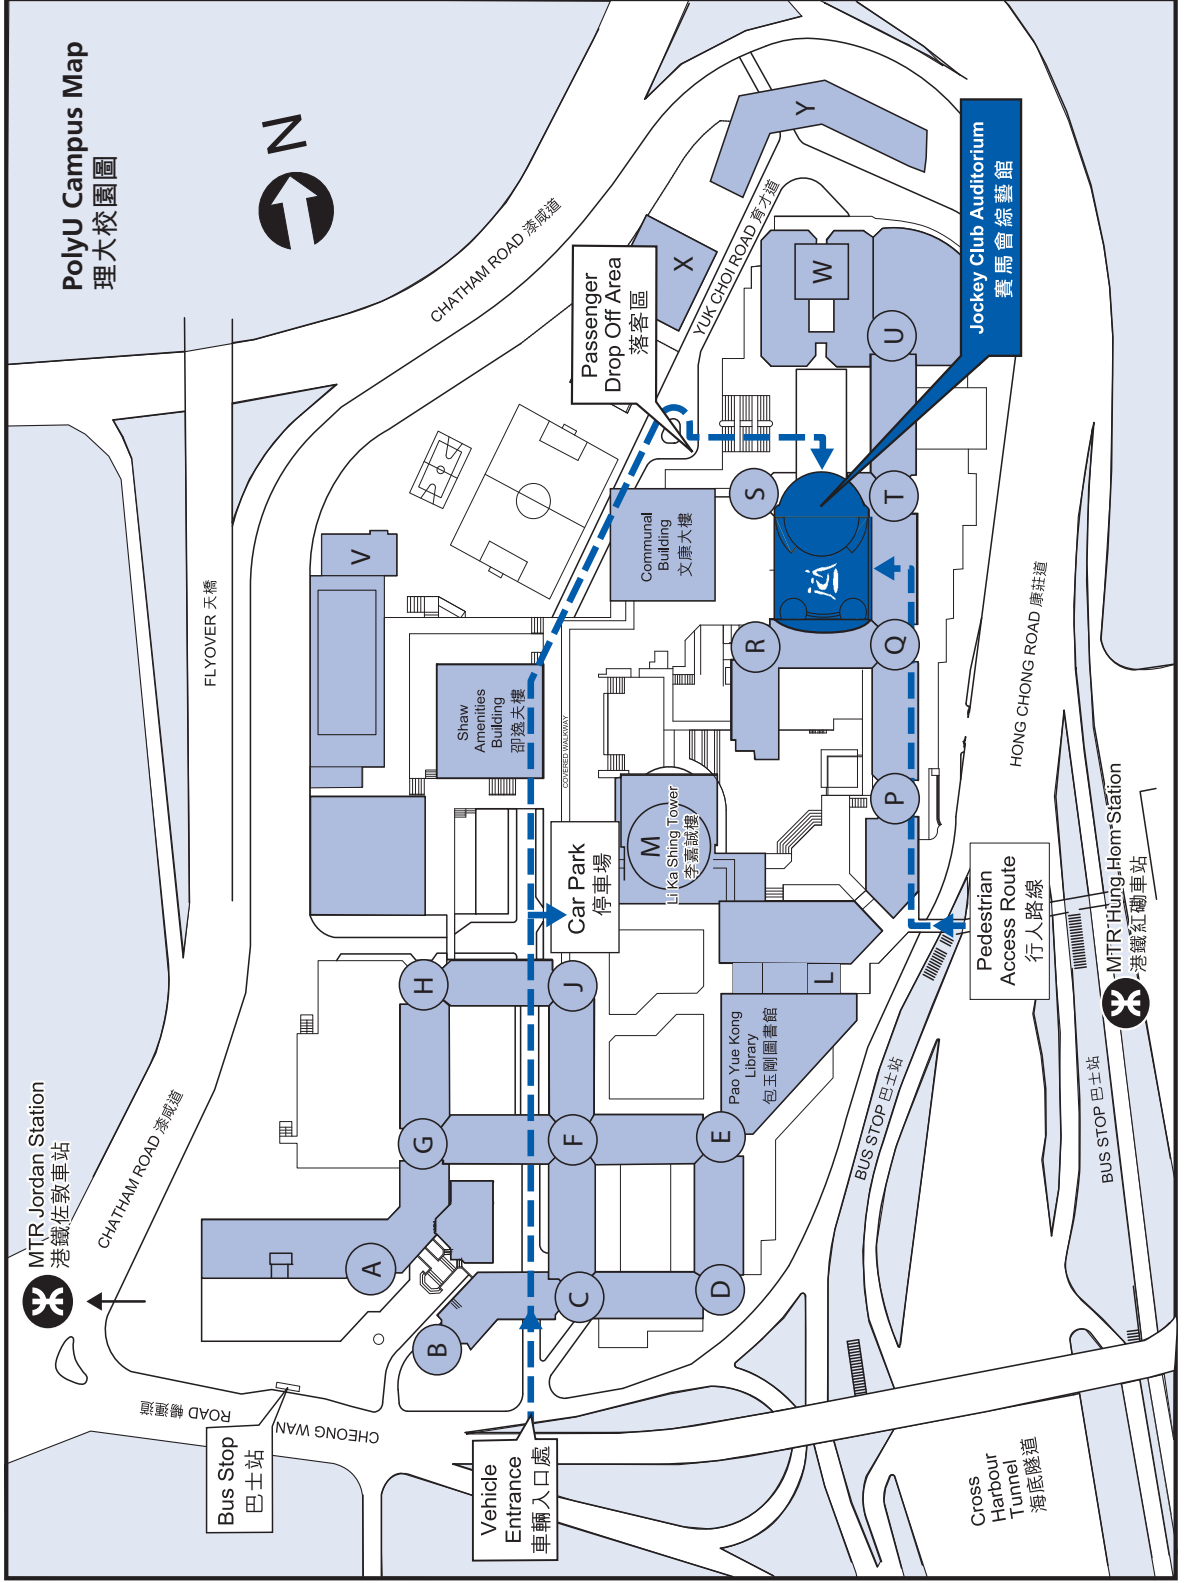 PolyU Campus Map
理大校園圖
N
MTR Jordan Station
港鐵佐敦車站
CHATHAM ROAD 漆咸道
FLYOVER 天橋
CHATHAM ROAD 漆咸道
CHEONG WAN
ROAD 暢運道
Bus Stop
巴士站
Vehicle
Entrance
車輛入口處
A
B
C
D
E
F
G
H
J
L
M
P
Q
R
S
T
U
V
W
X
Y
Shaw
Amenities
Building
邵逸夫樓
COVERED WALKWAY
Car Park
停車場
Li Ka Shing Tower
李嘉誠樓
Communal
Building
文康大樓
Passenger
Drop Off Area
落客區
YUK CHOI ROAD 育才道
Pao Yue Kong
Library
包玉剛圖書館
Jockey Club Auditorium
賽馬會綜藝館
HONG CHONG ROAD 康莊道
Pedestrian
Access Route
行人路線
MTR Hung Hom Station
港鐵紅磡車站
BUS STOP 巴士站
BUS STOP 巴士站
Cross
Harbour
Tunnel
海底隧道